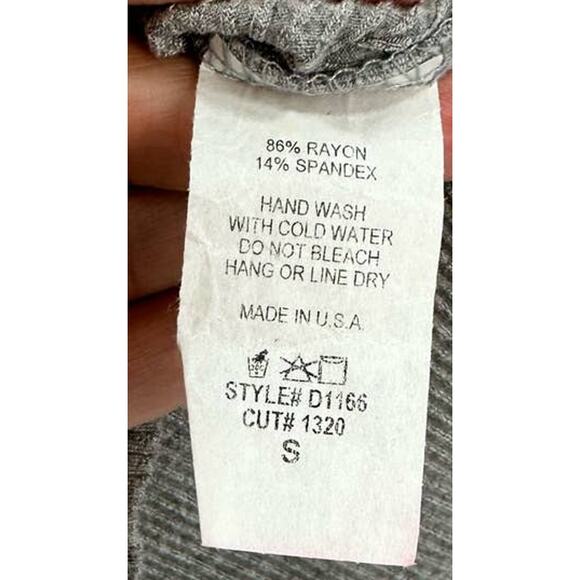 86% RAYON
14% SPANDEX
HAND WASH
WITH COLD WATER
DO NOT BLEACH
HANG OR LINE DRY
MADE IN U.S.A.
STYLE# D1166
CUT# 1320
S